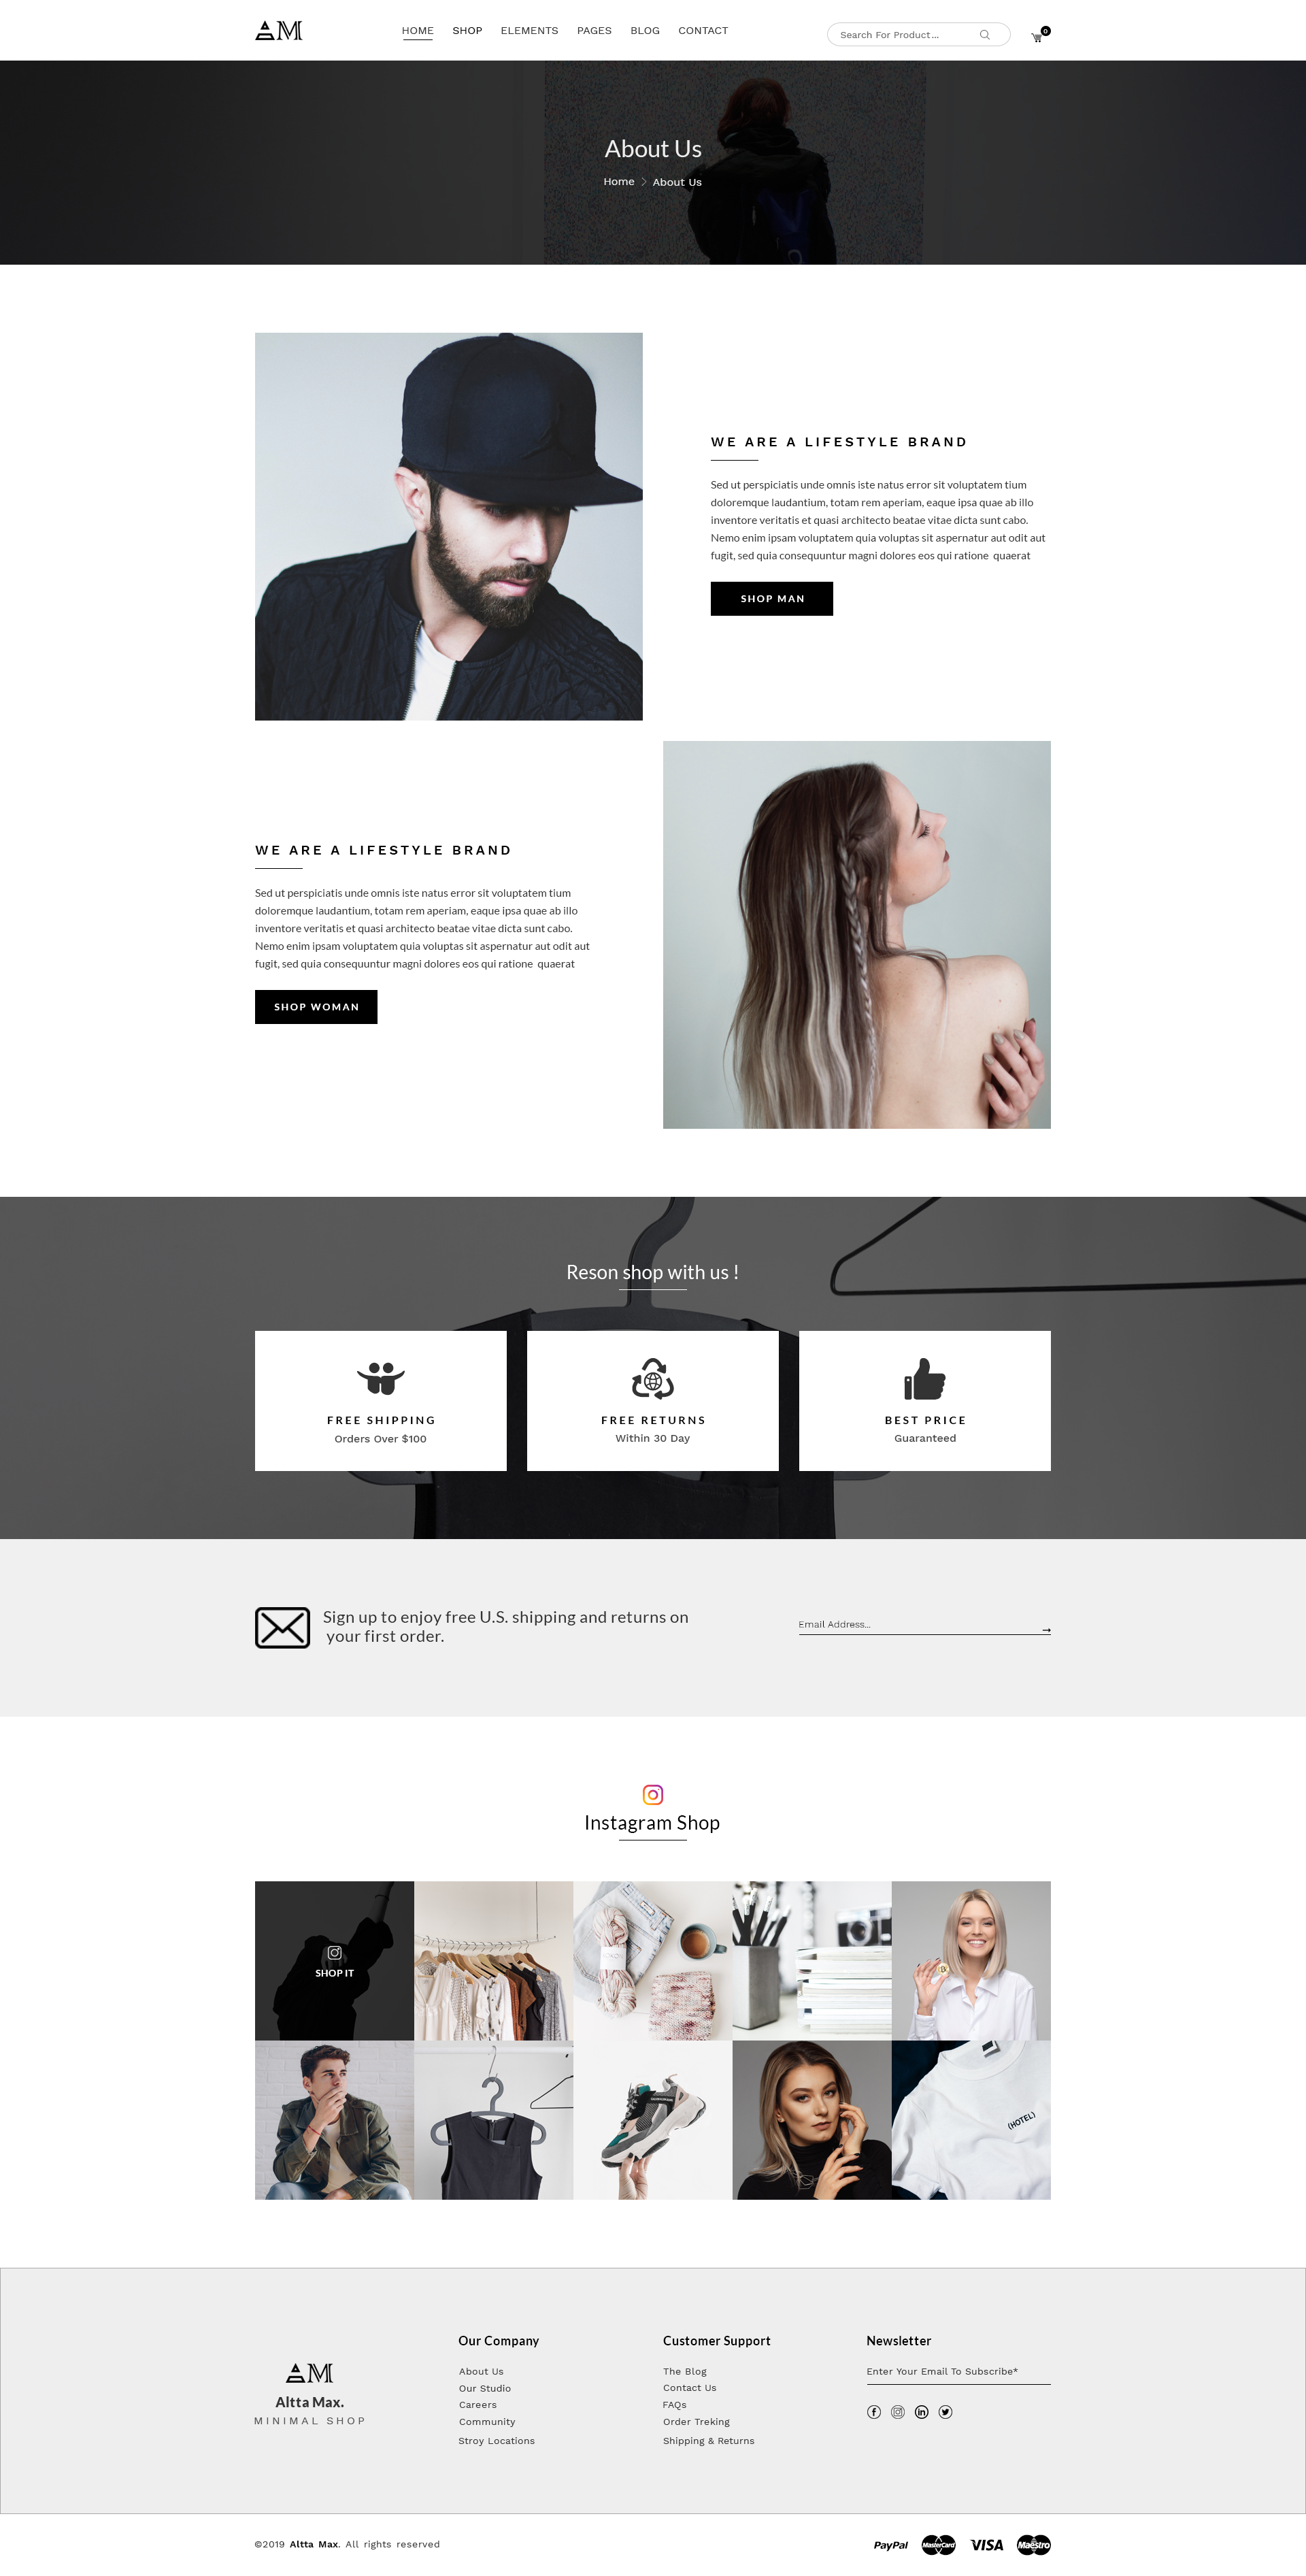 AM
HOME SHOP ELEMENTS PAGES BLOG CONTACT
Search For Product...
0
About Us
Home > About Us
WE ARE A LIFESTYLE BRAND
Sed ut perspiciatis unde omnis iste natus error sit voluptatem tium
doloremque laudantium, totam rem aperiam, eaque ipsa quae ab illo
inventore veritatis et quasi architecto beatae vitae dicta sunt cabo.
Nemo enim ipsam voluptatem quia voluptas sit aspernatur aut odit aut
fugit, sed quia consequuntur magni dolores eos qui ratione quaerat
SHOP MAN
WE ARE A LIFESTYLE BRAND
Sed ut perspiciatis unde omnis iste natus error sit voluptatem tium
doloremque laudantium, totam rem aperiam, eaque ipsa quae ab illo
inventore veritatis et quasi architecto beatae vitae dicta sunt cabo.
Nemo enim ipsam voluptatem quia voluptas sit aspernatur aut odit aut
fugit, sed quia consequuntur magni dolores eos qui ratione quaerat
SHOP WOMAN
Reson shop with us !
FREE SHIPPING
Orders Over $100
FREE RETURNS
Within 30 Day
BEST PRICE
Guaranteed
Sign up to enjoy free U.S. shipping and returns on
your first order.
Email Address...
Instagram Shop
SHOP IT
(HOTEL)
AM
Altta Max.
MINIMAL SHOP
Our Company
About Us
Our Studio
Careers
Community
Stroy Locations
Customer Support
The Blog
Contact Us
FAQs
Order Treking
Shipping & Returns
Newsletter
Enter Your Email To Subscribe*
©2019 Altta Max. All rights reserved
PayPal MasterCard VISA Maestro